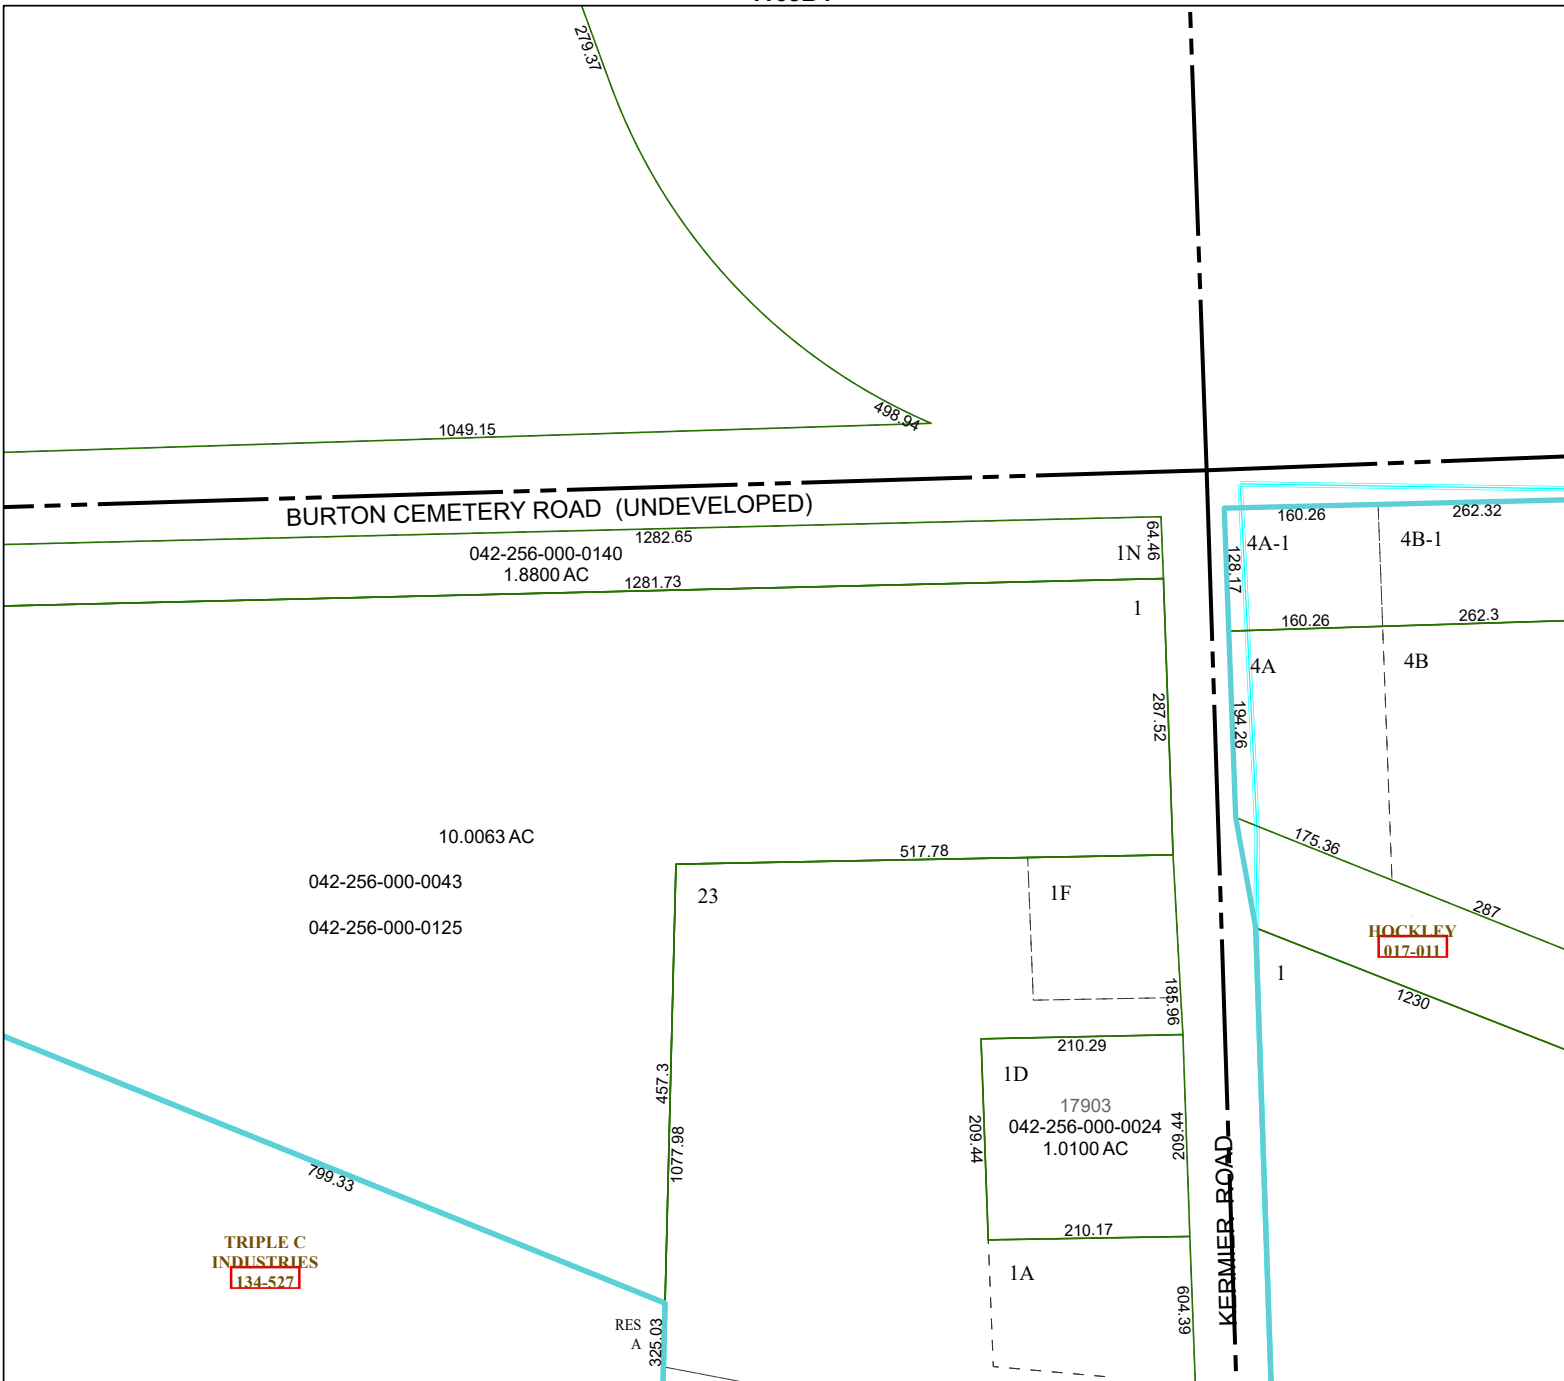 279.37
498.94
1049.15
BURTON CEMETERY ROAD (UNDEVELOPED)
1282.65
042-256-000-0140
1.8800 AC
1281.73
1N
64.46
1
287.52
160.26
262.32
4A-1
4B-1
128.17
160.26
262.3
4A
4B
194.26
175.36
287
HOCKLEY
017-011
1
1230
10.0063 AC
042-256-000-0043
042-256-000-0125
517.78
23
1F
185.96
210.29
1D
17903
042-256-000-0024
1.0100 AC
209.44
209.44
210.17
1A
604.39
KERMIER ROAD
457.3
1077.98
799.33
TRIPLE C
INDUSTRIES
134-527
RES
A
325.03